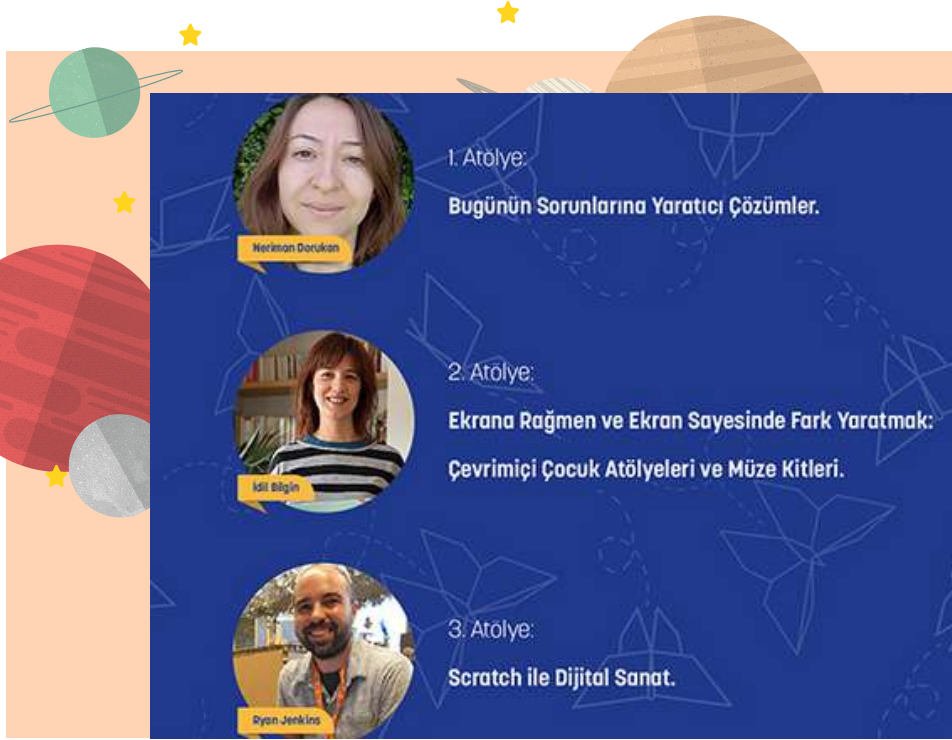 1. Atölye:
Bugünün Sorunlarına Yaratıcı Çözümler.
Neriman Dorukan
2. Atölye:
Ekrana Rağmen ve Ekran Sayesinde Fark Yaratmak:
Çevrimiçi Çocuk Atölyeleri ve Müze Kitleri.
İdil Bilgin
3. Atölye:
Scratch ile Dijital Sanat.
Ryan Jenkins